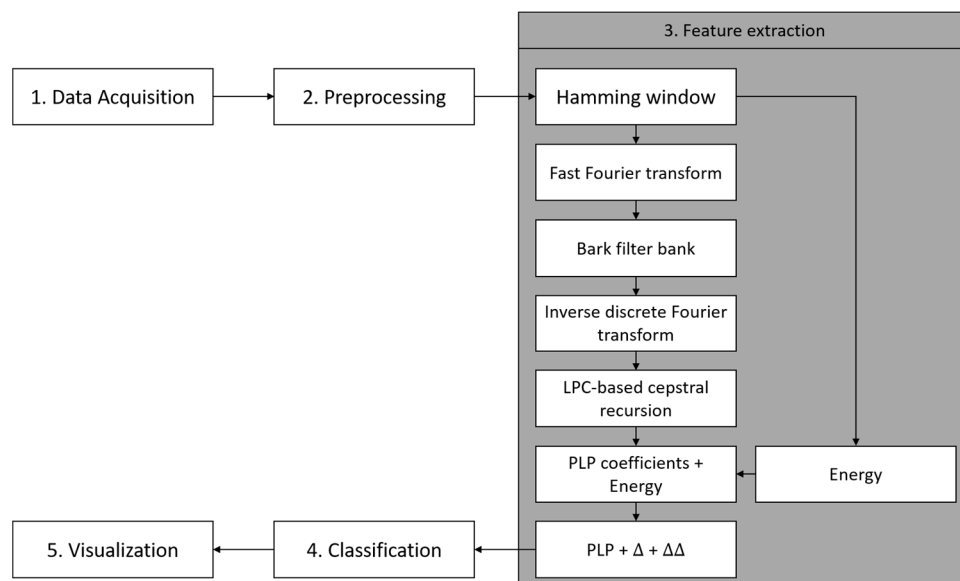 3. Feature extraction
1. Data Acquisition
2. Preprocessing
Hamming window
Fast Fourier transform
Bark filter bank
Inverse discrete Fourier
transform
LPC-based cepstral
recursion
PLP coefficients +
Energy
Energy
PLP + Δ + ΔΔ
4. Classification
5. Visualization